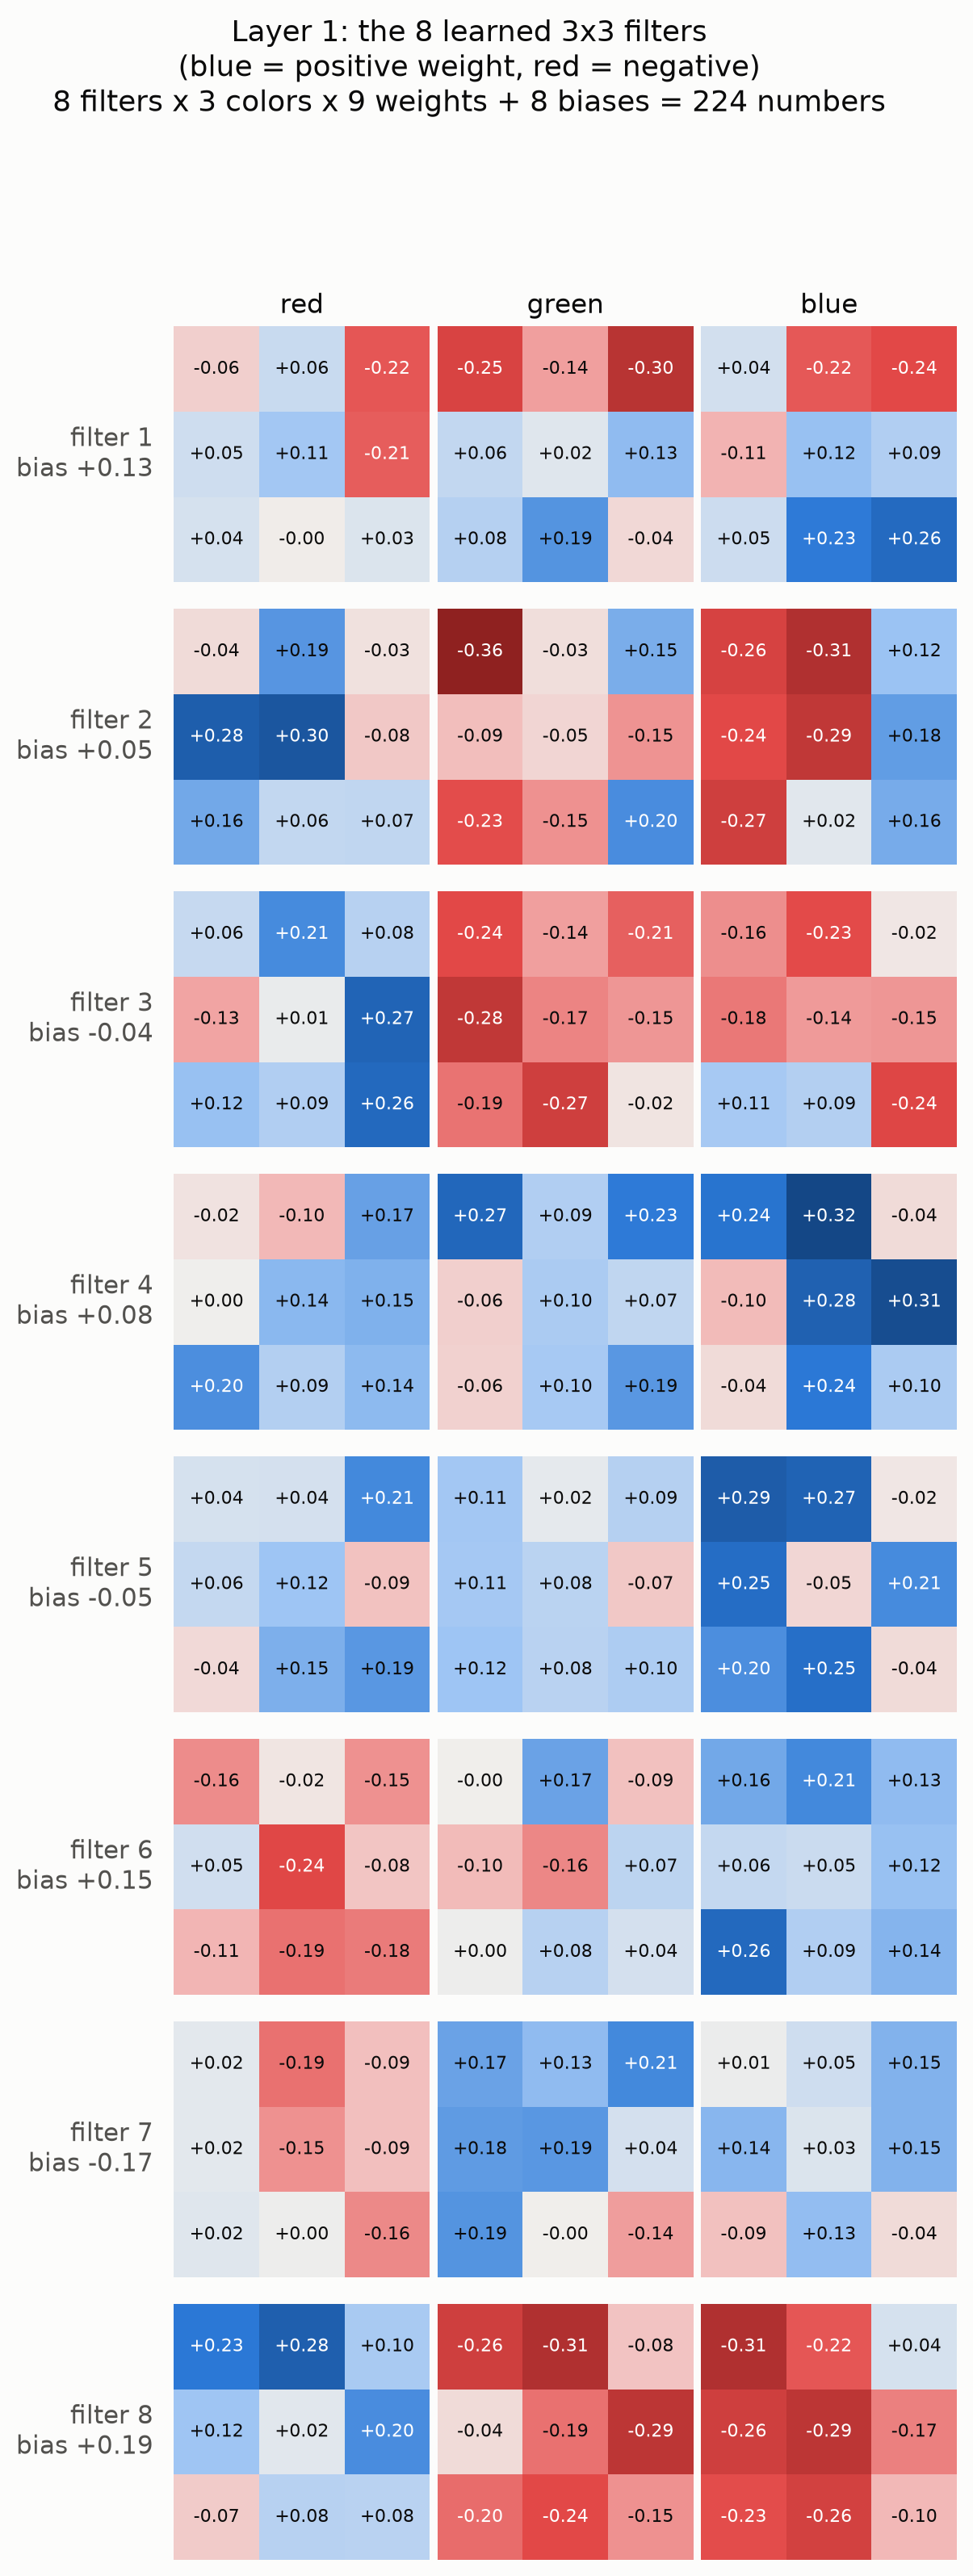 Layer 1: the 8 learned 3x3 filters
(blue = positive weight, red = negative)
8 filters x 3 colors x 9 weights + 8 biases = 224 numbers
red green blue
-0.06 +0.06 -0.22 -0.25 -0.14 -0.30 +0.04 -0.22 -0.24
filter 1
bias +0.13
+0.05 +0.11 -0.21 +0.06 +0.02 +0.13 -0.11 +0.12 +0.09
+0.04 -0.00 +0.03 +0.08 +0.19 -0.04 +0.05 +0.23 +0.26
-0.04 +0.19 -0.03 -0.36 -0.03 +0.15 -0.26 -0.31 +0.12
filter 2
bias +0.05
+0.28 +0.30 -0.08 -0.09 -0.05 -0.15 -0.24 -0.29 +0.18
+0.16 +0.06 +0.07 -0.23 -0.15 +0.20 -0.27 +0.02 +0.16
+0.06 +0.21 +0.08 -0.24 -0.14 -0.21 -0.16 -0.23 -0.02
filter 3
bias -0.04
-0.13 +0.01 +0.27 -0.28 -0.17 -0.15 -0.18 -0.14 -0.15
+0.12 +0.09 +0.26 -0.19 -0.27 -0.02 +0.11 +0.09 -0.24
-0.02 -0.10 +0.17 +0.27 +0.09 +0.23 +0.24 +0.32 -0.04
filter 4
bias +0.08
+0.00 +0.14 +0.15 -0.06 +0.10 +0.07 -0.10 +0.28 +0.31
+0.20 +0.09 +0.14 -0.06 +0.10 +0.19 -0.04 +0.24 +0.10
+0.04 +0.04 +0.21 +0.11 +0.02 +0.09 +0.29 +0.27 -0.02
filter 5
bias -0.05
+0.06 +0.12 -0.09 +0.11 +0.08 -0.07 +0.25 -0.05 +0.21
-0.04 +0.15 +0.19 +0.12 +0.08 +0.10 +0.20 +0.25 -0.04
-0.16 -0.02 -0.15 -0.00 +0.17 -0.09 +0.16 +0.21 +0.13
filter 6
bias +0.15
+0.05 -0.24 -0.08 -0.10 -0.16 +0.07 +0.06 +0.05 +0.12
-0.11 -0.19 -0.18 +0.00 +0.08 +0.04 +0.26 +0.09 +0.14
+0.02 -0.19 -0.09 +0.17 +0.13 +0.21 +0.01 +0.05 +0.15
filter 7
bias -0.17
+0.02 -0.15 -0.09 +0.18 +0.19 +0.04 +0.14 +0.03 +0.15
+0.02 +0.00 -0.16 +0.19 -0.00 -0.14 -0.09 +0.13 -0.04
+0.23 +0.28 +0.10 -0.26 -0.31 -0.08 -0.31 -0.22 +0.04
filter 8
bias +0.19
+0.12 +0.02 +0.20 -0.04 -0.19 -0.29 -0.26 -0.29 -0.17
-0.07 +0.08 +0.08 -0.20 -0.24 -0.15 -0.23 -0.26 -0.10